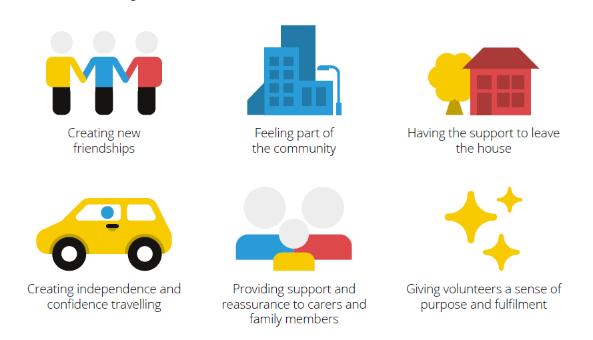 Creating new
friendships
Feeling part of
the community
Having the support to leave
the house
Creating independence and
confidence travelling
Providing support and
reassurance to carers and
family members
Giving volunteers a sense of
purpose and fulfilment